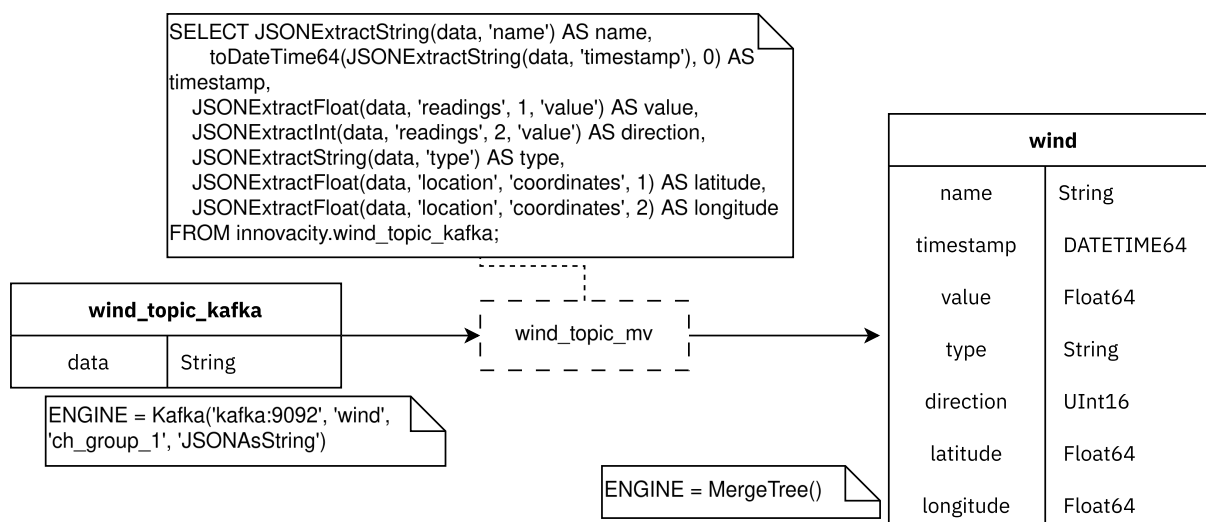 SELECT JSONExtractString(data, 'name') AS name,
toDateTime64(JSONExtractString(data, 'timestamp'), 0) AS
timestamp,
JSONExtractFloat(data, 'readings', 1, 'value') AS value,
JSONExtractInt(data, 'readings', 2, 'value') AS direction,
JSONExtractString(data, 'type') AS type,
JSONExtractFloat(data, 'location', 'coordinates', 1) AS latitude,
JSONExtractFloat(data, 'location', 'coordinates', 2) AS longitude
FROM innovacity.wind_topic_kafka;
wind_topic_kafka
data String
ENGINE = Kafka('kafka:9092', 'wind',
'ch_group_1', 'JSONAsString')
wind_topic_mv
wind
name String
timestamp DATETIME64
value Float64
type String
direction UInt16
latitude Float64
longitude Float64
ENGINE = MergeTree()